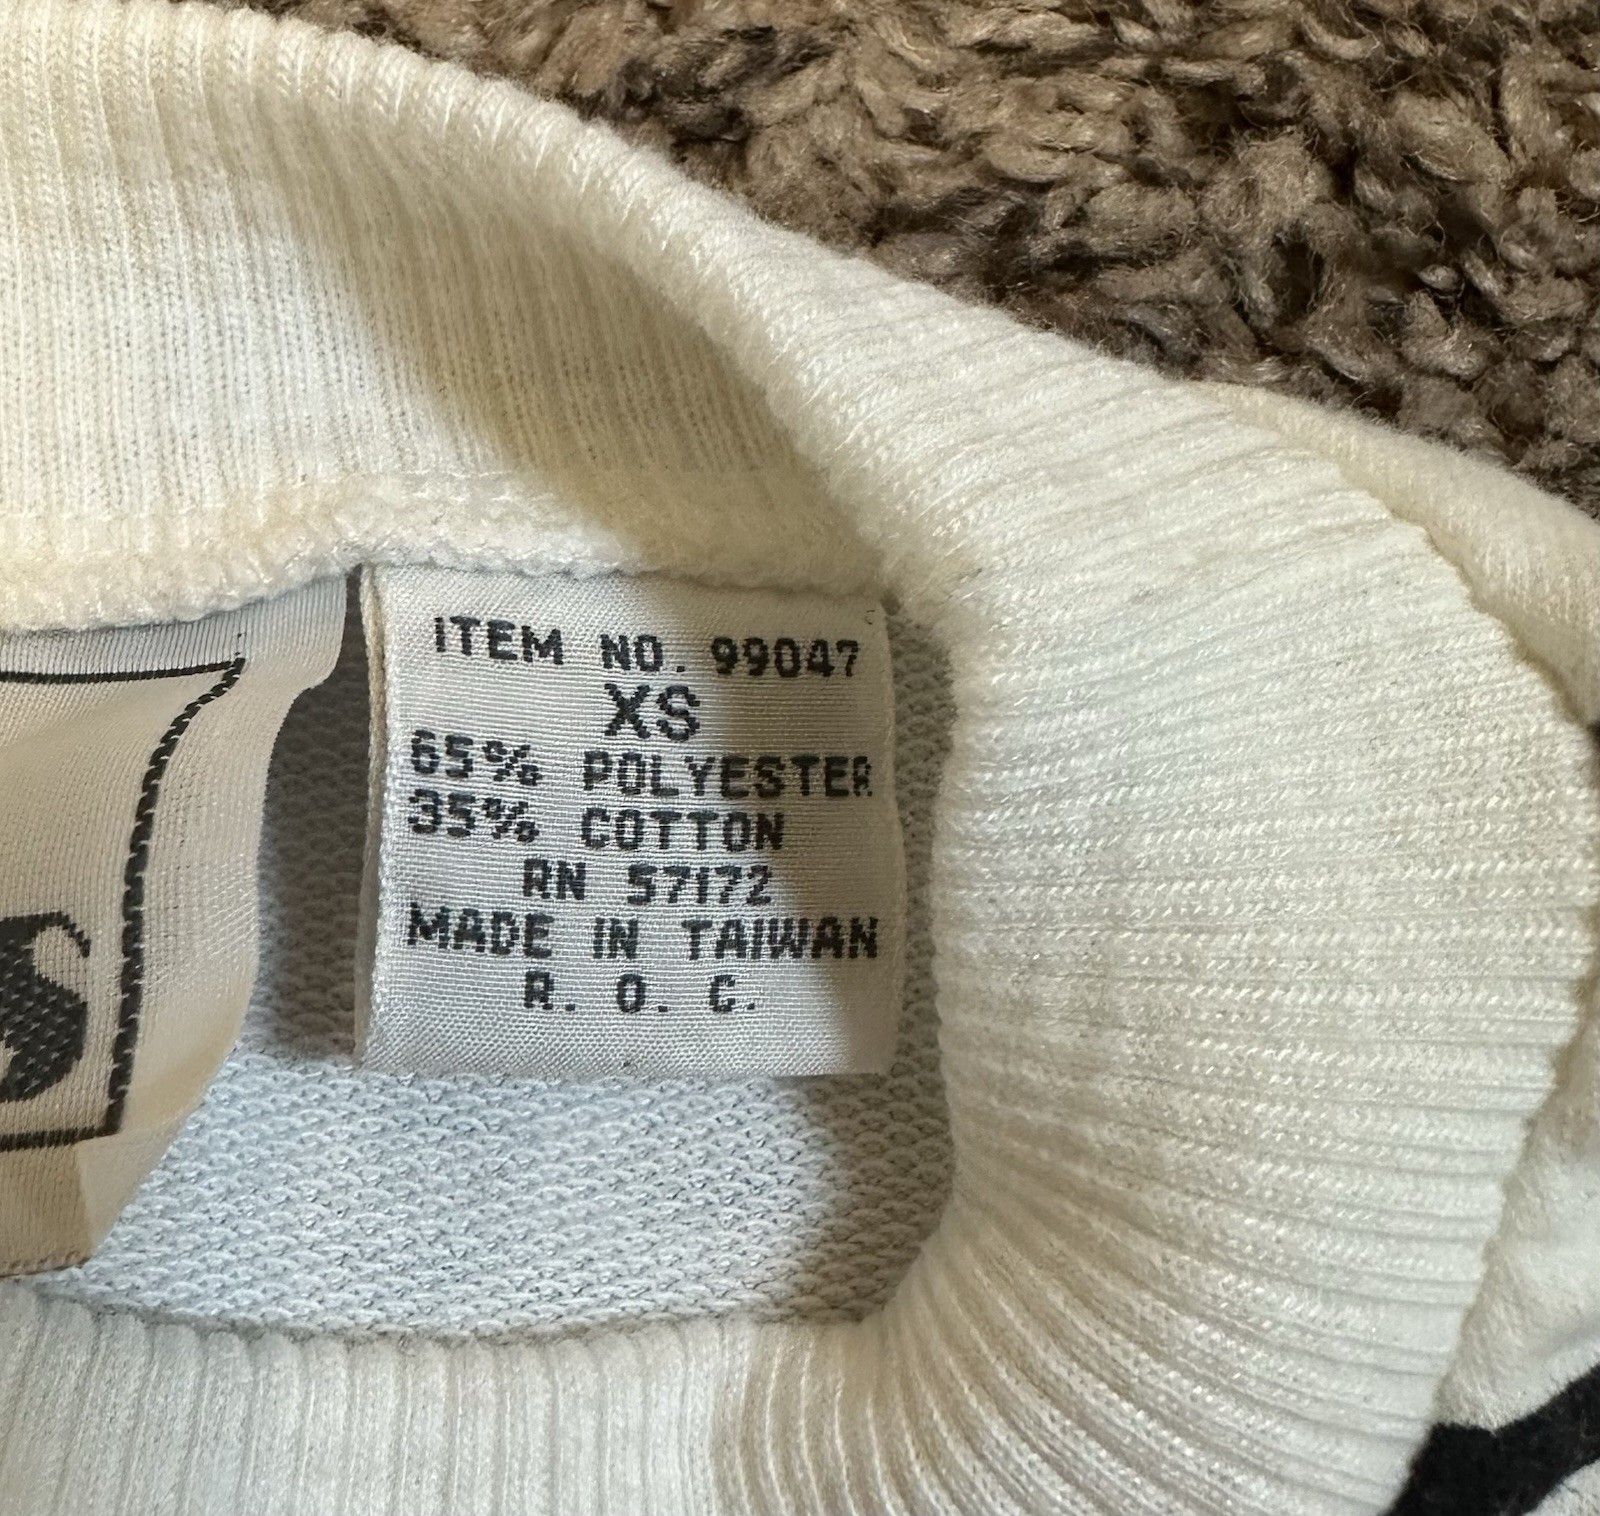 ITEM NO. 99047
XS
65% POLYESTER
35% COTTON
RN 57172
MADE IN TAIWAN
R. O. C.
S